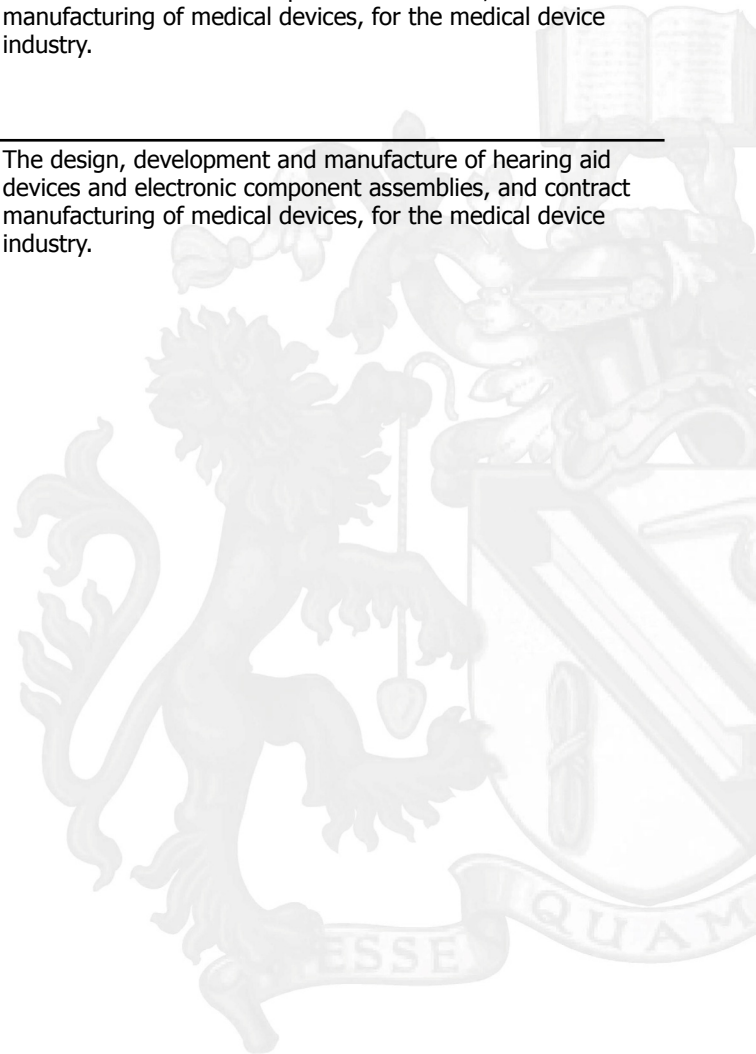 manufacturing of medical devices, for the medical device
industry.
The design, development and manufacture of hearing aid
devices and electronic component assemblies, and contract
manufacturing of medical devices, for the medical device
industry.
ESSE
QUAM